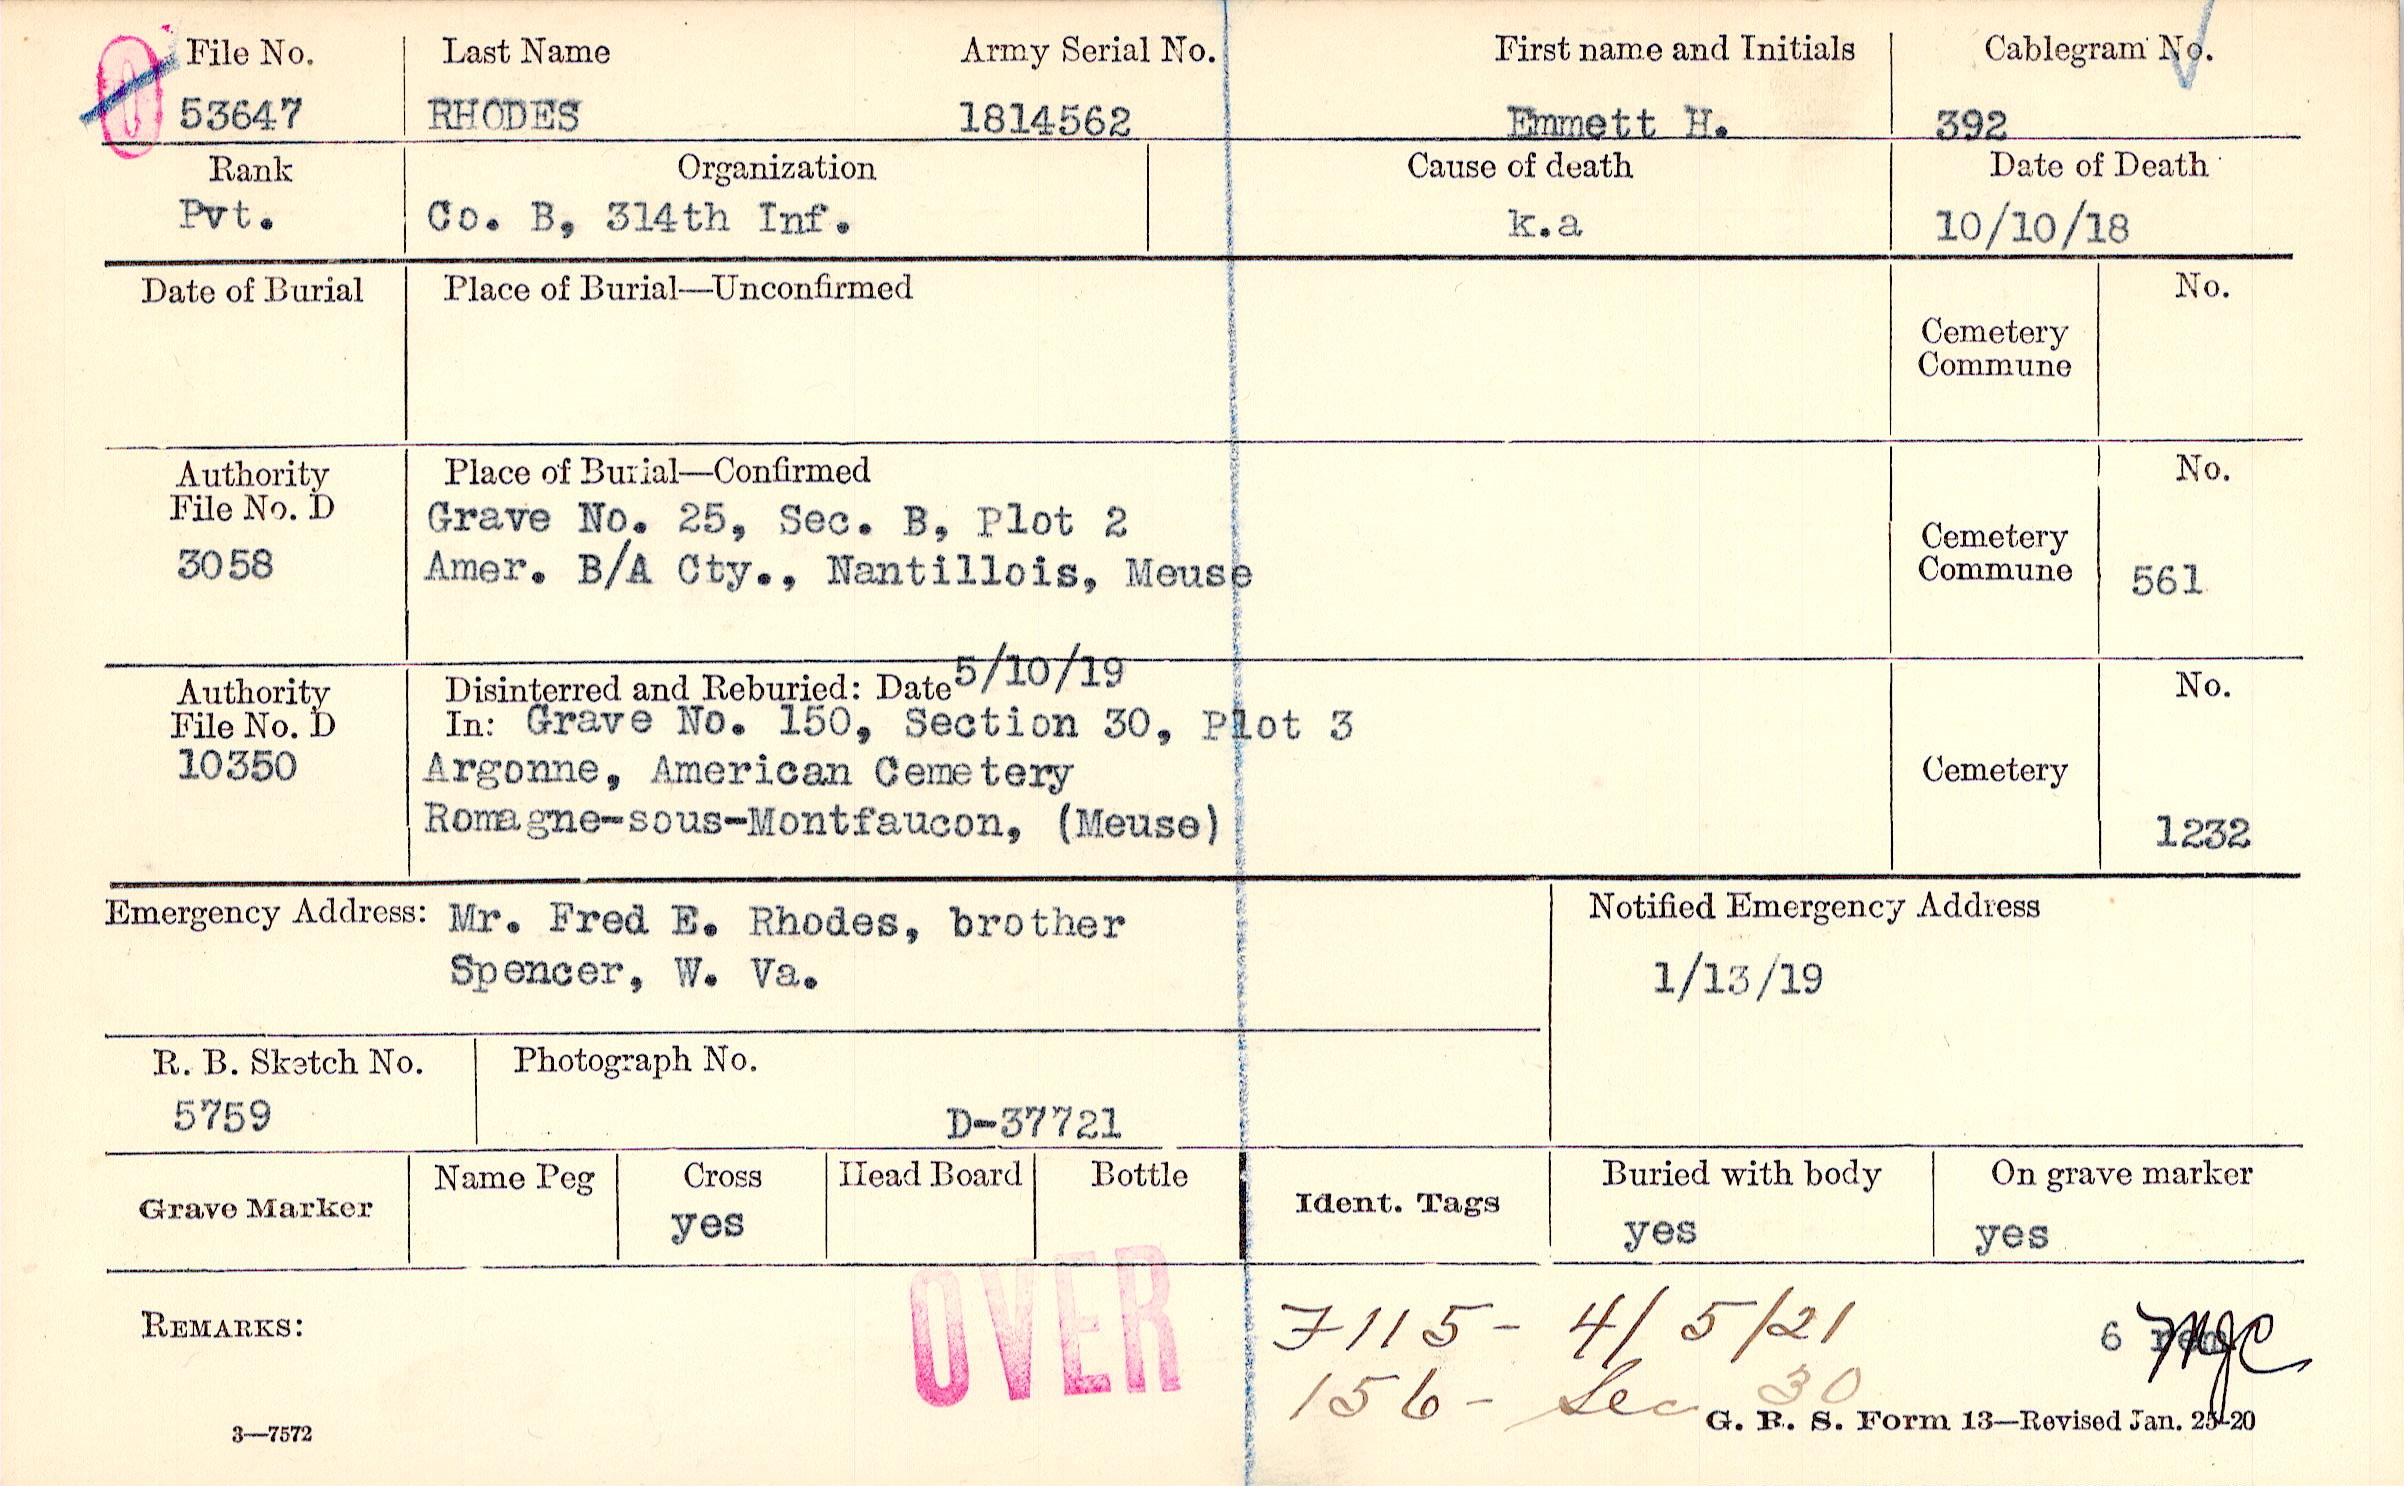 File No. Last Name Army Serial No. First name and Initials Cablegram No.
53647 RHODES 1814562 Emmett H. 392
Rank Organization Cause of death Date of Death
Pvt. Co. B, 314th Inf. k.a 10/10/18
Date of Burial Place of Burial—Unconfirmed No.
Cemetery
Commune
Authority Place of Burial—Confirmed No.
File No. D Grave No. 25, Sec. B, Plot 2 Cemetery
3058 Amer. B/A Cty., Nantillois, Meuse Commune 561
Authority Disinterred and Reburied: Date 5/10/19 No.
File No. D In: Grave No. 150, Section 30, Plot 3
10350 Argonne, American Cemetery Cemetery
Romagne-sous-Montfaucon, (Meuse) 1232
Emergency Address: Mr. Fred E. Rhodes, brother Notified Emergency Address
Spencer, W. Va. 1/13/19
R. B. Sketch No. Photograph No.
5759 D-37721
Grave Marker Name Peg Cross Head Board Bottle Ident. Tags Buried with body On grave marker
yes yes yes
REMARKS: OVER 7115 - 4/5/21 6
156 - Sec 30
3—7572 G. R. S. Form 13—Revised Jan. 25-20